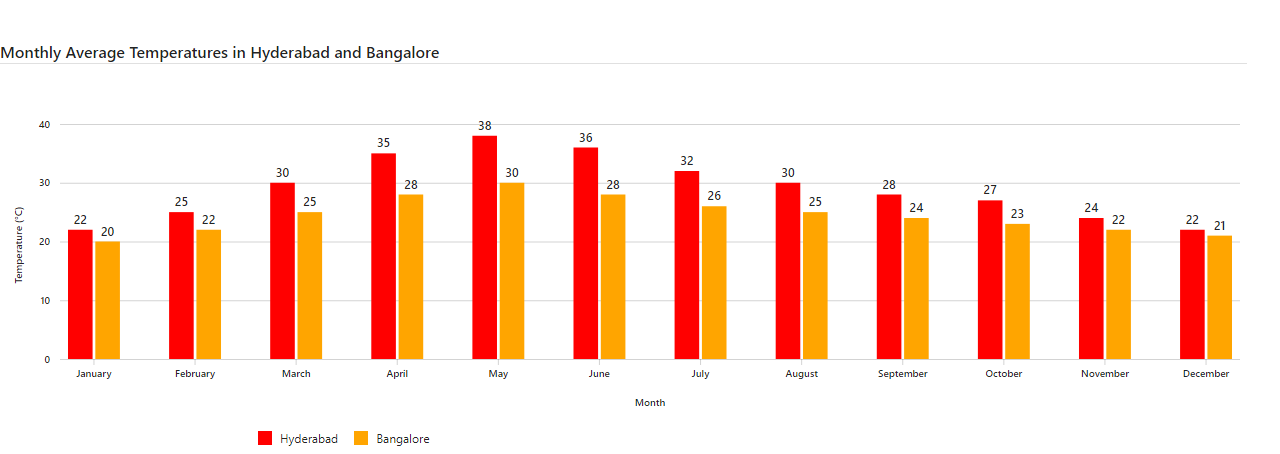 Monthly Average Temperatures in Hyderabad and Bangalore
40
30
20
10
0
Temperature (°C)
22 20 25 22 30 25 35 28 38 30 36 28 32 26 30 25 28 24 27 23 24 22 22 21
January February March April May June July August September October November December
Month
Hyderabad Bangalore